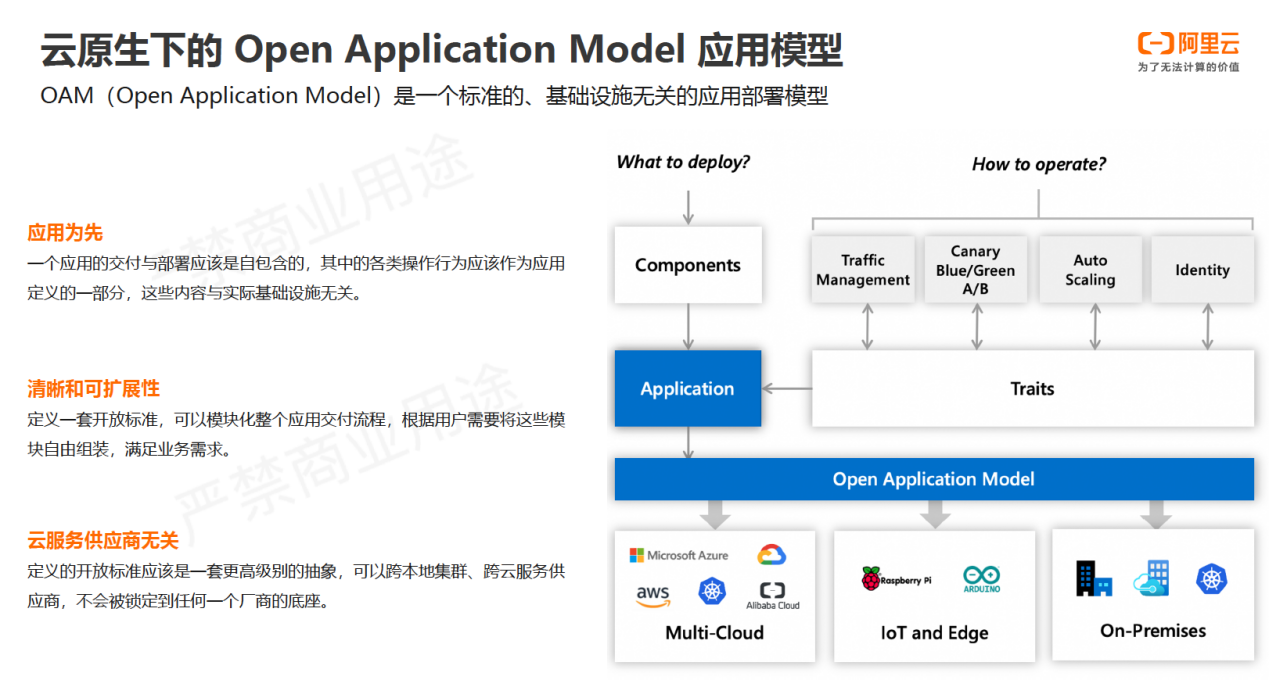 云原生下的 Open Application Model 应用模型
阿里云
为了无法计算的价值
OAM（Open Application Model）是一个标准的、基础设施无关的应用部署模型
严禁商业用途
应用为先
一个应用的交付与部署应该是自包含的，其中的各类操作行为应该作为应用
定义的一部分，这些内容与实际基础设施无关。
清晰和可扩展性
定义一套开放标准，可以模块化整个应用交付流程，根据用户需要将这些模
块自由组装，满足业务需求。
严禁商业用途
云服务供应商无关
定义的开放标准应该是一套更高级别的抽象，可以跨本地集群、跨云服务供
应商，不会被锁定到任何一个厂商的底座。
What to deploy?
How to operate?
Components
Traffic
Management
Canary
Blue/Green
A/B
Auto
Scaling
Identity
Application
Traits
Open Application Model
Microsoft Azure
aws
Alibaba Cloud
Multi-Cloud
Raspberry Pi
ARDUINO
IoT and Edge
On-Premises